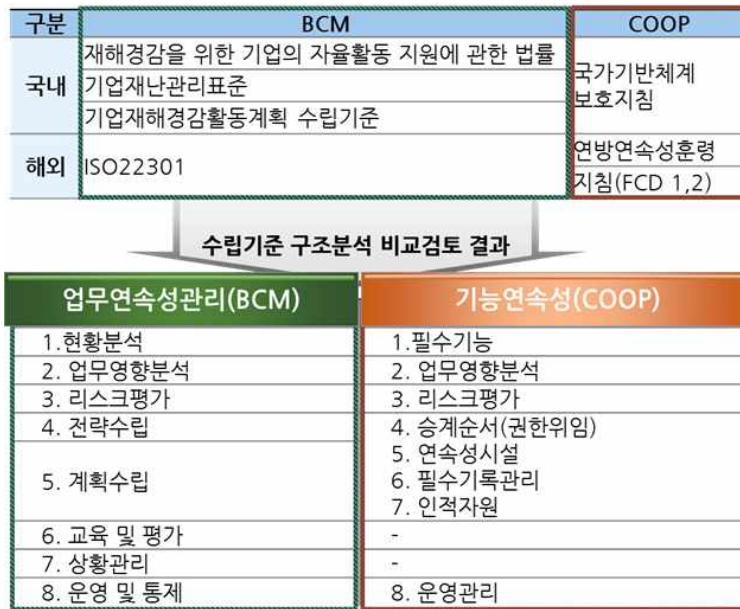 구분 BCM COOP
국내 재해경감을 위한 기업의 자율활동 지원에 관한 법률
기업재난관리표준
기업재해경감활동계획 수립기준
국가기반체계
보호지침
해외 ISO22301
연방연속성훈령
지침(FCD 1,2)
수립기준 구조분석 비교검토 결과
업무연속성관리(BCM) 기능연속성(COOP)
1.현황분석 1.필수기능
2. 업무영향분석 2. 업무영향분석
3. 리스크평가 3. 리스크평가
4. 전략수립 4. 승계순서(권한위임)
5. 계획수립 5. 연속성시설
6. 필수기록관리
7. 인적자원
6. 교육 및 평가 -
7. 상황관리 -
8. 운영 및 통제 8. 운영관리